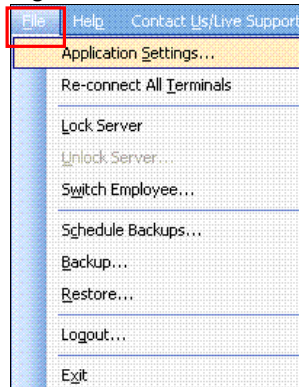 File Help Contact Us/Live Support
Application Settings...
Re-connect All Terminals
Lock Server
Unlock Server...
Switch Employee...
Schedule Backups...
Backup...
Restore...
Logout...
Exit